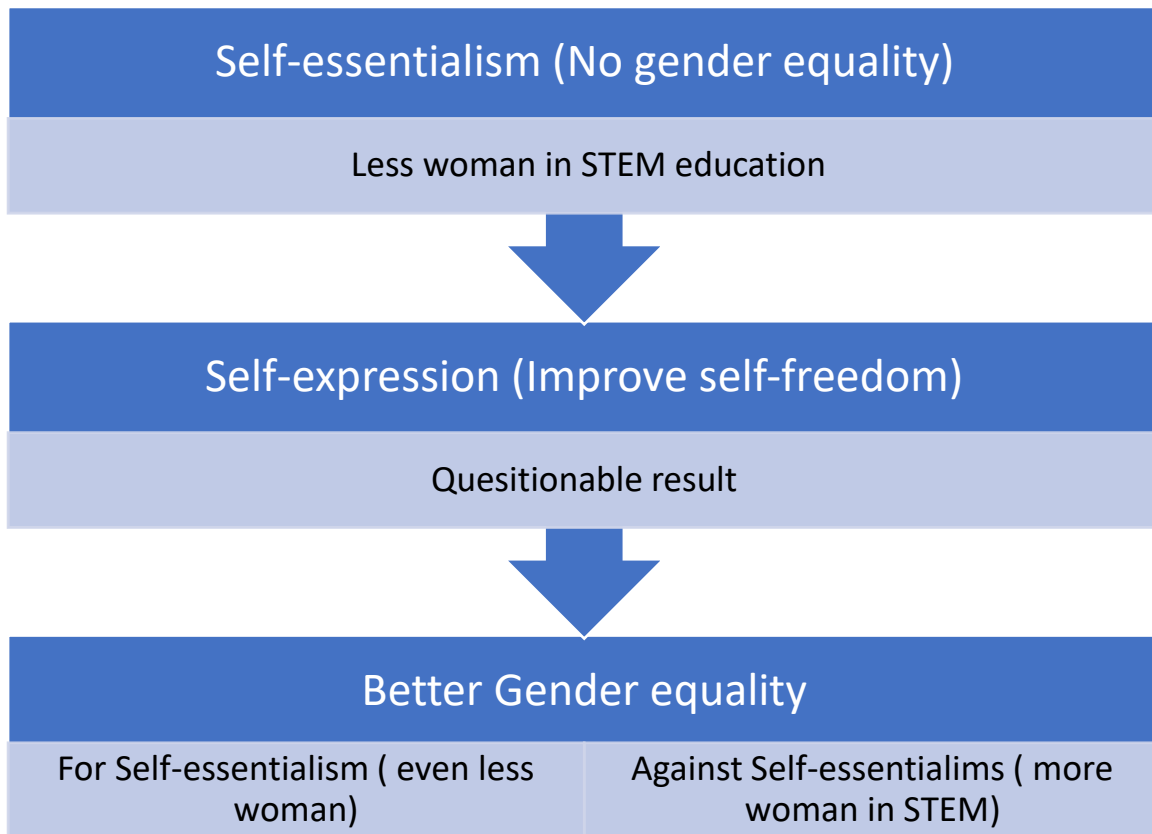 Self-essentialism (No gender equality)
Less woman in STEM education
Self-expression (Improve self-freedom)
Quesitionable result
Better Gender equality
For Self-essentialism ( even less
woman)
Against Self-essentialims ( more
woman in STEM)